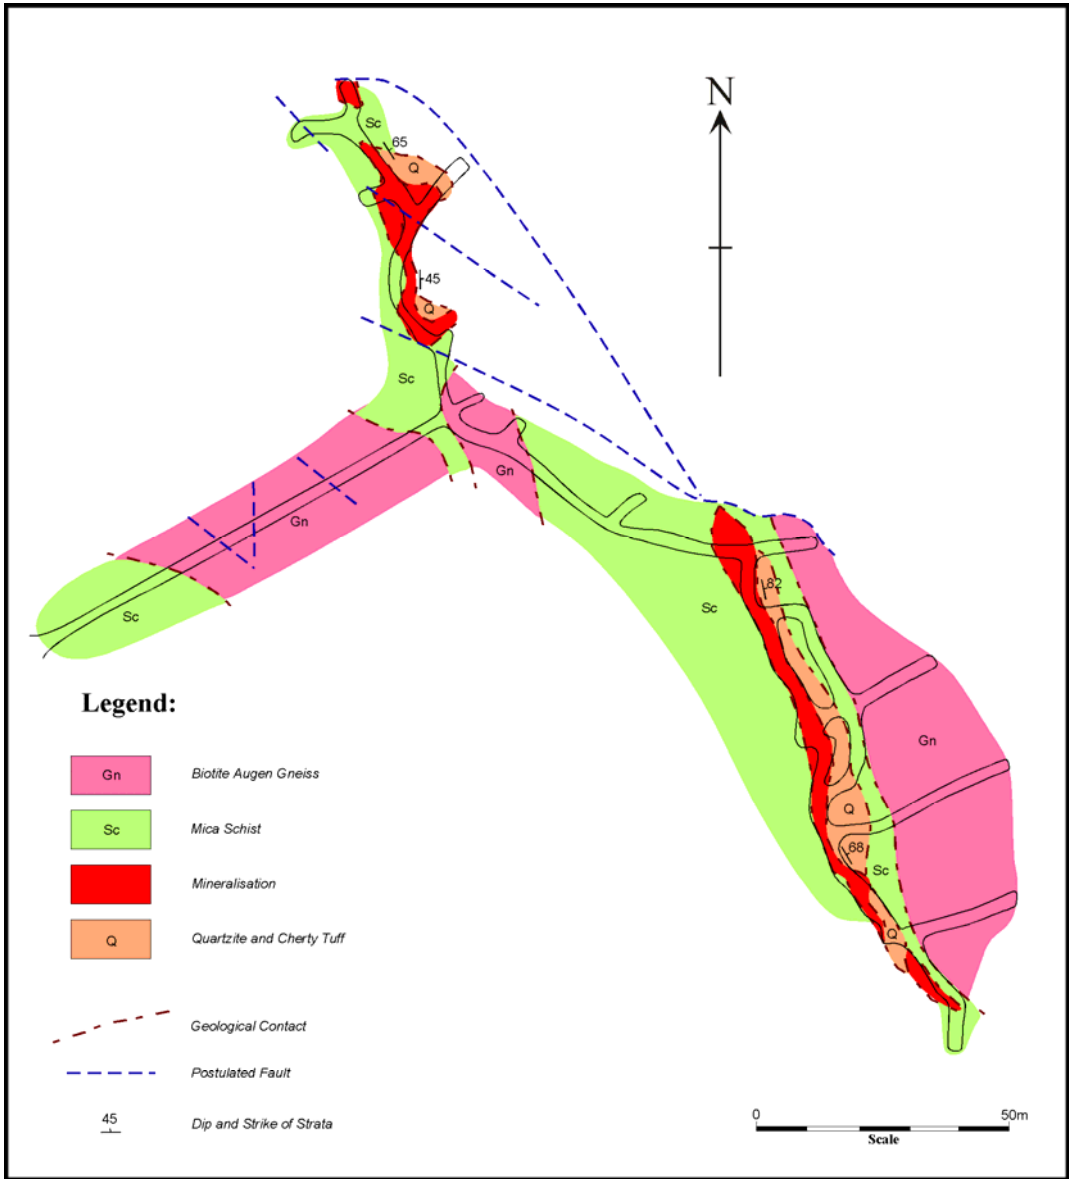 N
Sc
65
Q
45
Q
Sc
Gn
Gn
Sc
82
Sc
Gn
Q
68
Sc
Q
Legend:
Gn Biotite Augen Gneiss
Sc Mica Schist
Mineralisation
Q Quartzite and Cherty Tuff
Geological Contact
Postulated Fault
45 Dip and Strike of Strata
0 50m
Scale